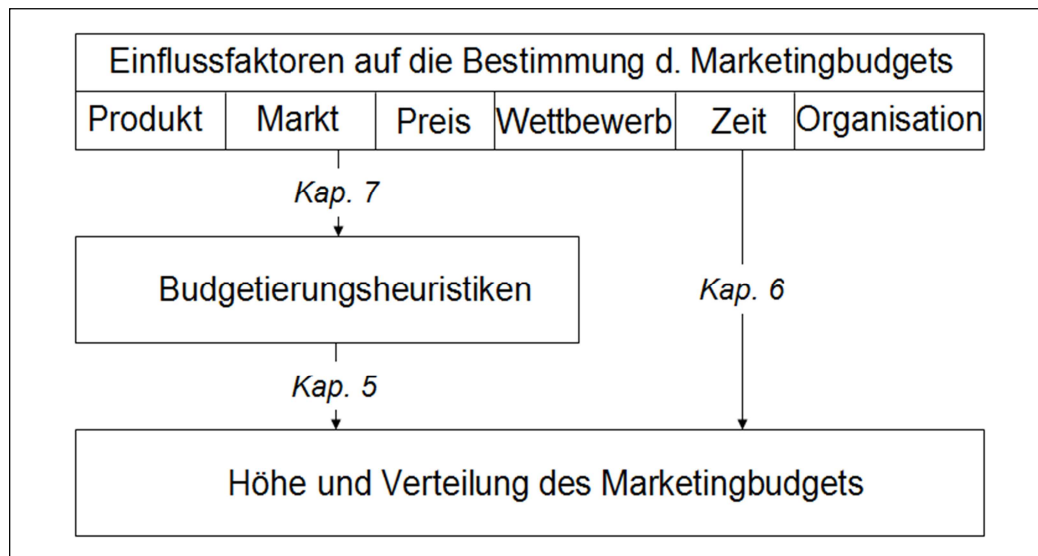 Einflussfaktoren auf die Bestimmung d. Marketingbudgets
Produkt Markt Preis Wettbewerb Zeit Organisation
Kap. 7
Budgetierungsheuristiken
Kap. 6
Kap. 5
Höhe und Verteilung des Marketingbudgets